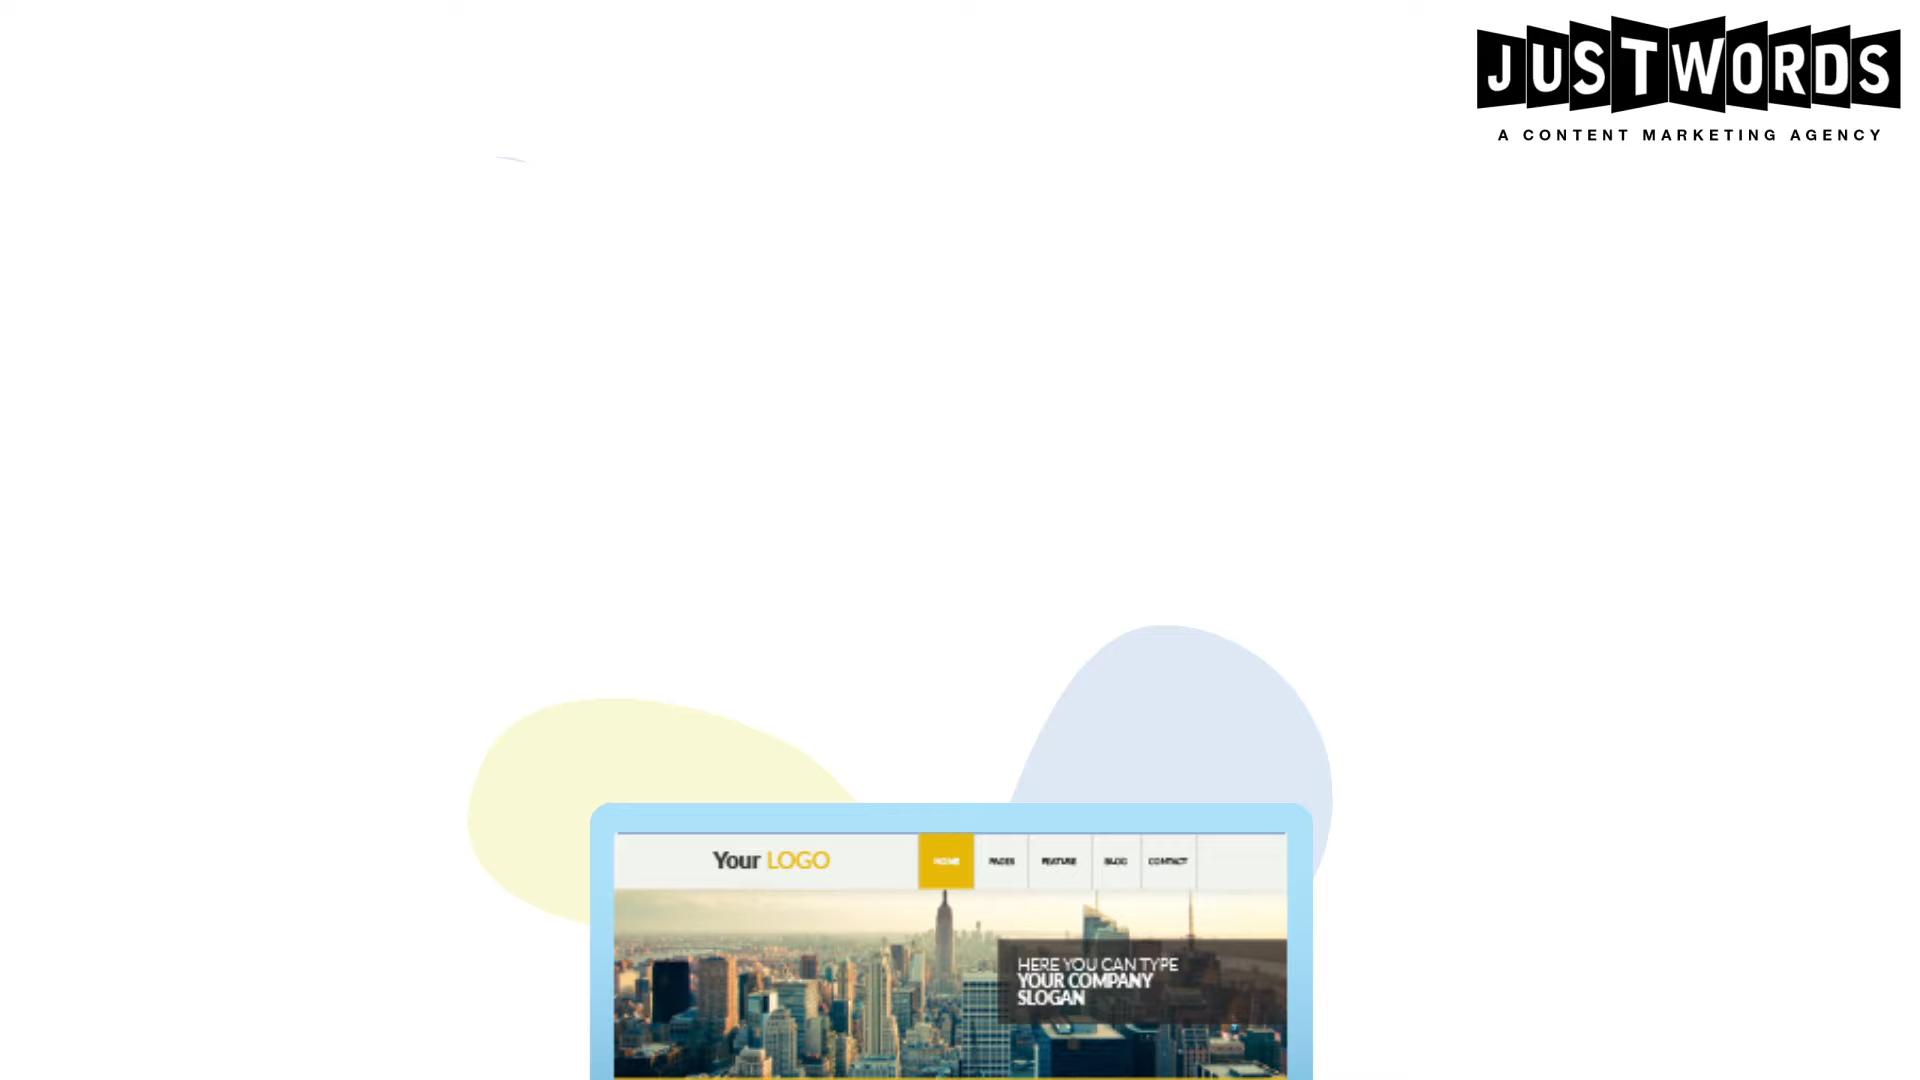 JUSTWORDS
A CONTENT MARKETING AGENCY
Your LOGO
HOME PAGES FEATURE BLOG CONTACT
HERE YOU CAN TYPE
YOUR COMPANY
SLOGAN